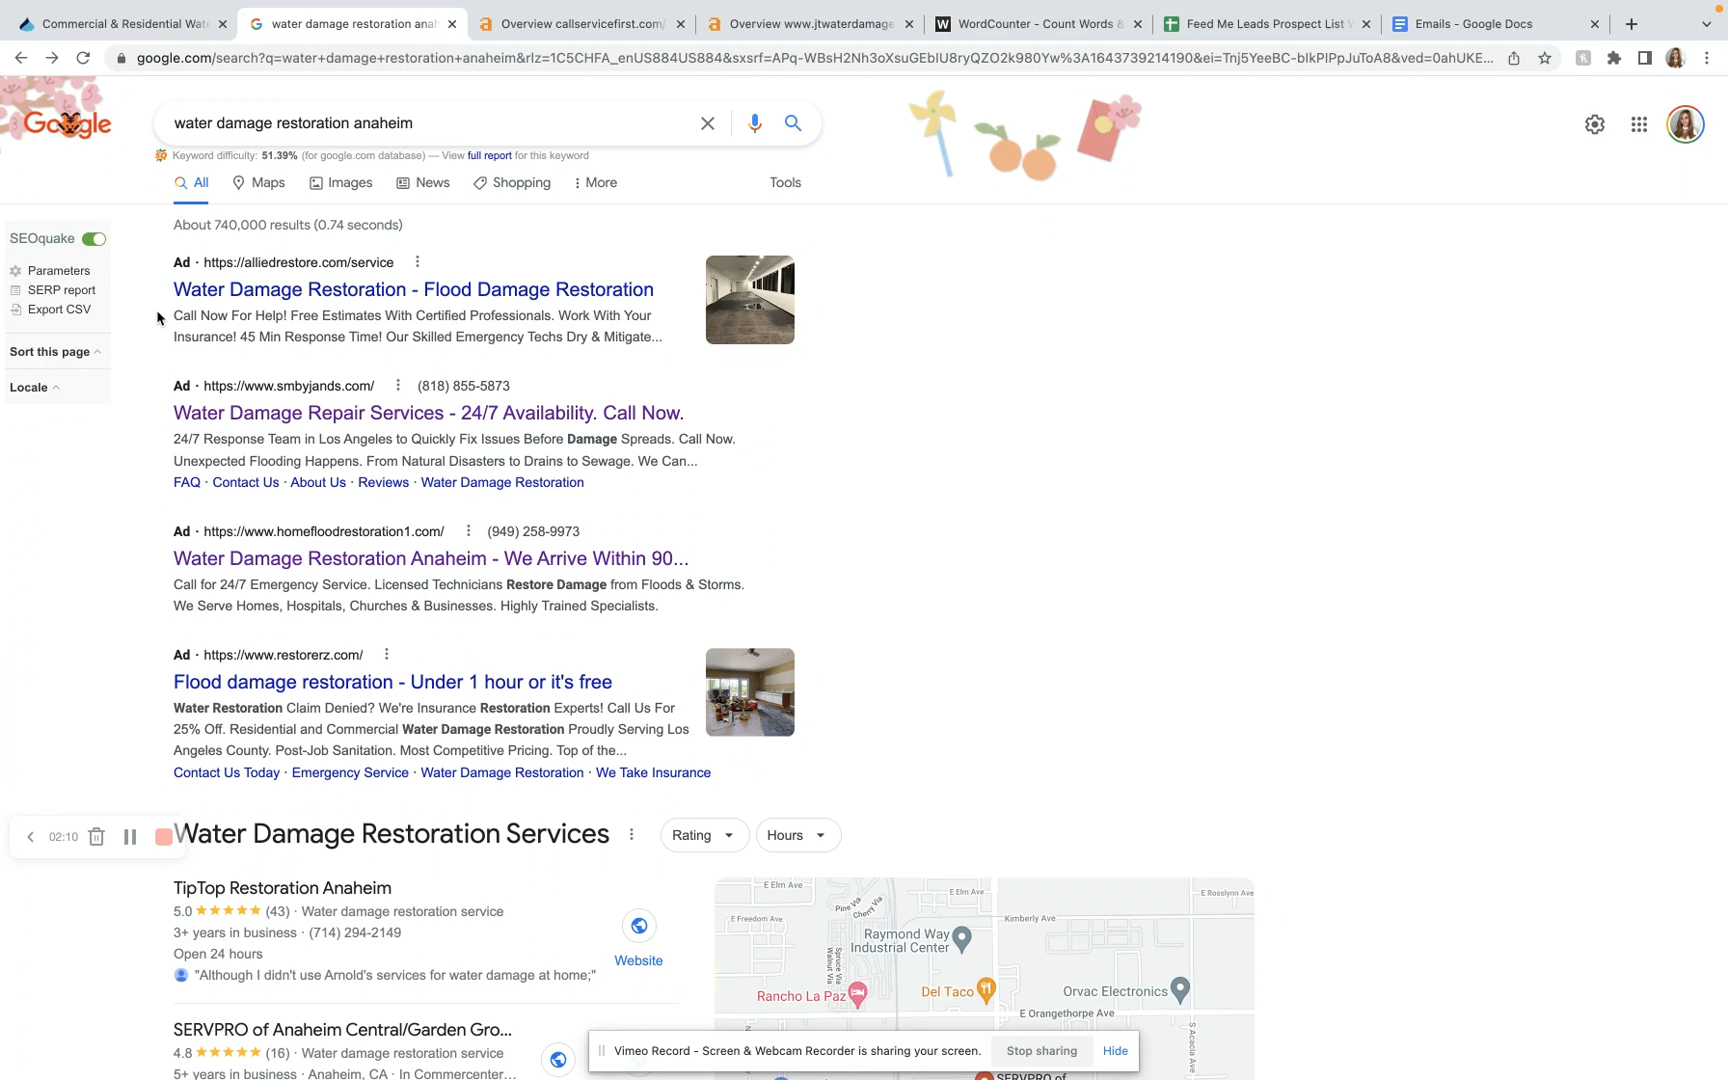 Commercial & Residential Wate
water damage restoration anah
Overview callservicefirst.com/
Overview www.jtwaterdamage
WordCounter - Count Words &
Feed Me Leads Prospect List W
Emails - Google Docs
google.com/search?q=water+damage+restoration+anaheim&rlz=1C5CHFA_enUS884US884&sxsrf=APq-WBsH2Nh3oXsuGEbIU8ryQZO2k980Yw%3A1643739214190&ei=Tnj5YeeBC-bIkPIPpJuToA8&ved=0ahUKE...
Google
water damage restoration anaheim
Keyword difficulty: 51.39% (for google.com database) — View full report for this keyword
All Maps Images News Shopping More Tools
About 740,000 results (0.74 seconds)
SEOquake
Parameters
SERP report
Export CSV
Sort this page
Locale
Ad · https://alliedrestore.com/service
Water Damage Restoration - Flood Damage Restoration
Call Now For Help! Free Estimates With Certified Professionals. Work With Your
Insurance! 45 Min Response Time! Our Skilled Emergency Techs Dry & Mitigate...
Ad · https://www.smbyjands.com/ (818) 855-5873
Water Damage Repair Services - 24/7 Availability. Call Now.
24/7 Response Team in Los Angeles to Quickly Fix Issues Before Damage Spreads. Call Now.
Unexpected Flooding Happens. From Natural Disasters to Drains to Sewage. We Can...
FAQ · Contact Us · About Us · Reviews · Water Damage Restoration
Ad · https://www.homefloodrestoration1.com/ (949) 258-9973
Water Damage Restoration Anaheim - We Arrive Within 90...
Call for 24/7 Emergency Service. Licensed Technicians Restore Damage from Floods & Storms.
We Serve Homes, Hospitals, Churches & Businesses. Highly Trained Specialists.
Ad · https://www.restorerz.com/
Flood damage restoration - Under 1 hour or it's free
Water Restoration Claim Denied? We're Insurance Restoration Experts! Call Us For
25% Off. Residential and Commercial Water Damage Restoration Proudly Serving Los
Angeles County. Post-Job Sanitation. Most Competitive Pricing. Top of the...
Contact Us Today · Emergency Service · Water Damage Restoration · We Take Insurance
02:10
Water Damage Restoration Services
Rating
Hours
TipTop Restoration Anaheim
5.0 (43) · Water damage restoration service
3+ years in business · (714) 294-2149
Open 24 hours
"Although I didn't use Arnold's services for water damage at home;"
Website
SERVPRO of Anaheim Central/Garden Gro...
4.8 (16) · Water damage restoration service
5+ years in business · Anaheim, CA · In Commercenter...
E Elm Ave
E Elm Ave
E Rosslynn Ave
Pine Via
Cherry Via
E Freedom Ave
Kimberly Ave
Raymond Way
Industrial Center
Spruce Via
Walnut Via
Rancho La Paz
Del Taco
Orvac Electronics
E Orangethorpe Ave
S Acacia Ave
SERVPRO of
Vimeo Record - Screen & Webcam Recorder is sharing your screen.
Stop sharing
Hide